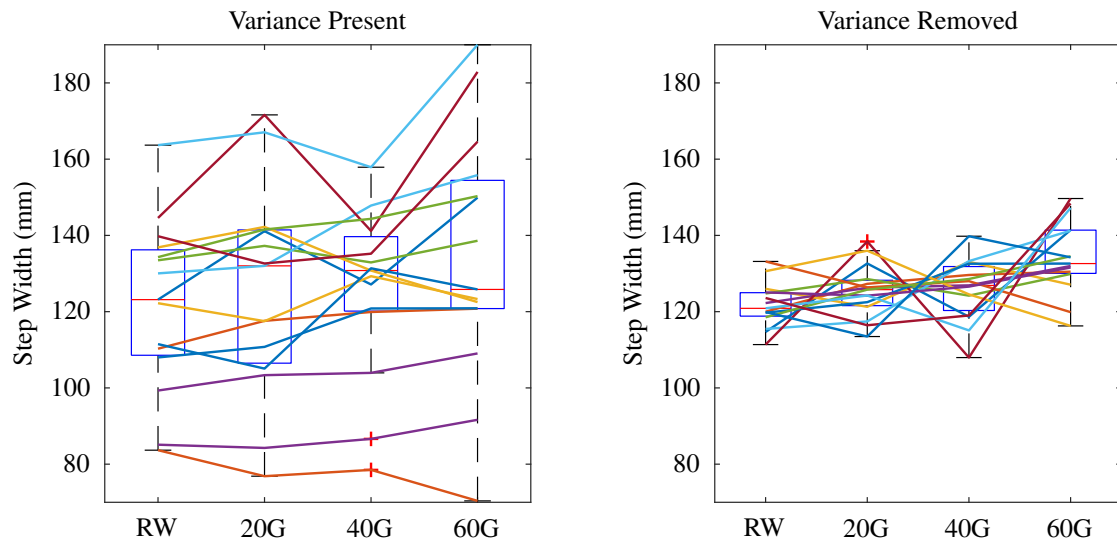 Variance Present
Step Width (mm)
180
160
140
120
100
80
RW 20G 40G 60G
Variance Removed
Step Width (mm)
180
160
140
120
100
80
RW 20G 40G 60G